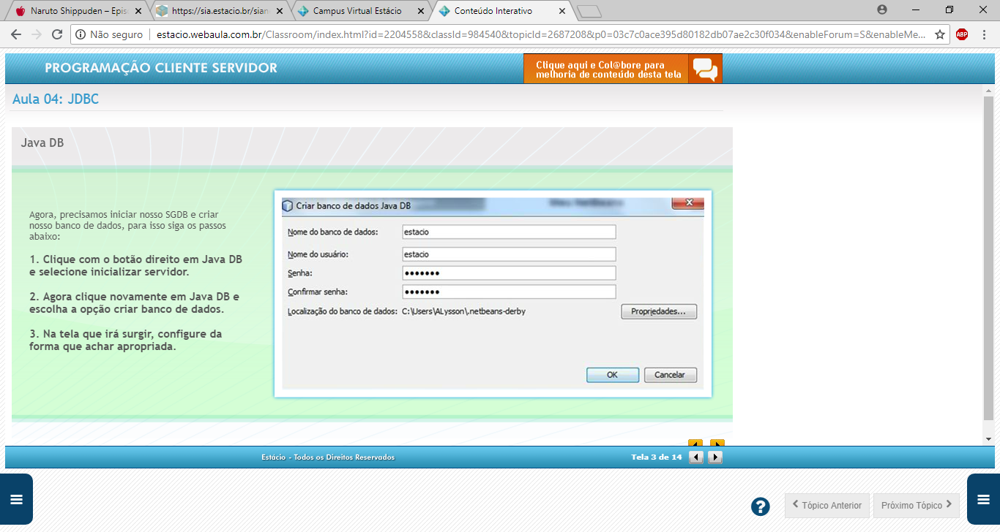 Naruto Shippuden – Epis
https://sia.estacio.br/sian
Campus Virtual Estácio
Conteúdo Interativo
Não seguro
estacio.webaula.com.br/Classroom/index.html?id=2204558&classId=984540&topicId=2687208&p0=03c7c0ace395d80182db07ae2c30f034&enableForum=S&enableMe...
ABP
PROGRAMAÇÃO CLIENTE SERVIDOR
Clique aqui e Col@bore para
melhoria de conteúdo desta tela
Aula 04: JDBC
Java DB
Agora, precisamos iniciar nosso SGDB e criar
nosso banco de dados, para isso siga os passos
abaixo:
1. Clique com o botão direito em Java DB
e selecione inicializar servidor.
2. Agora clique novamente em Java DB e
escolha a opção criar banco de dados.
3. Na tela que irá surgir, configure da
forma que achar apropriada.
Criar banco de dados Java DB
Nome do banco de dados:
estacio
Nome do usuário:
estacio
Senha:
•••••••
Confirmar senha:
•••••••
Localização do banco de dados: C:\Users\ALysson\.netbeans-derby
Propriedades...
OK
Cancelar
Estácio - Todos os Direitos Reservados
Tela 3 de 14
?
Tópico Anterior
Próximo Tópico